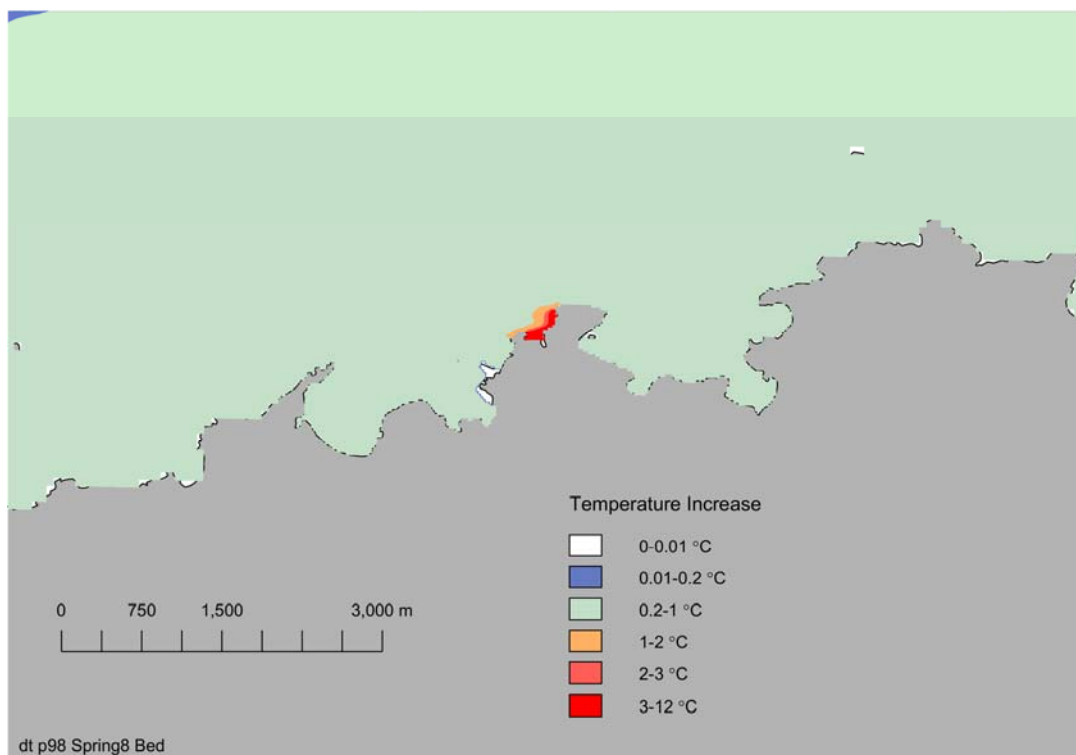 Temperature Increase
0-0.01 °C
0.01-0.2 °C
0.2-1 °C
1-2 °C
2-3 °C
3-12 °C
0 750 1,500 3,000 m
dt p98 Spring8 Bed